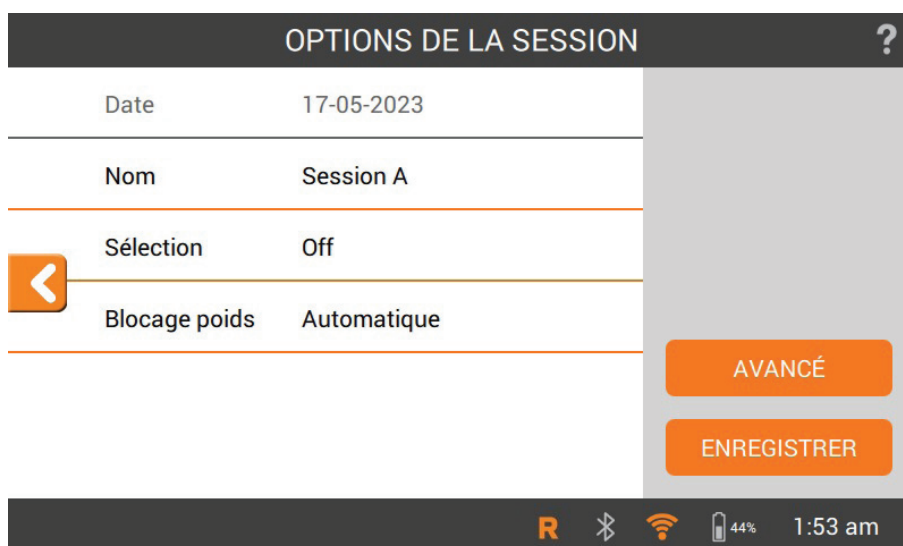 OPTIONS DE LA SESSION ?
Date 17-05-2023
Nom Session A
Sélection Off
Blocage poids Automatique
AVANCÉ
ENREGISTRER
R 44% 1:53 am